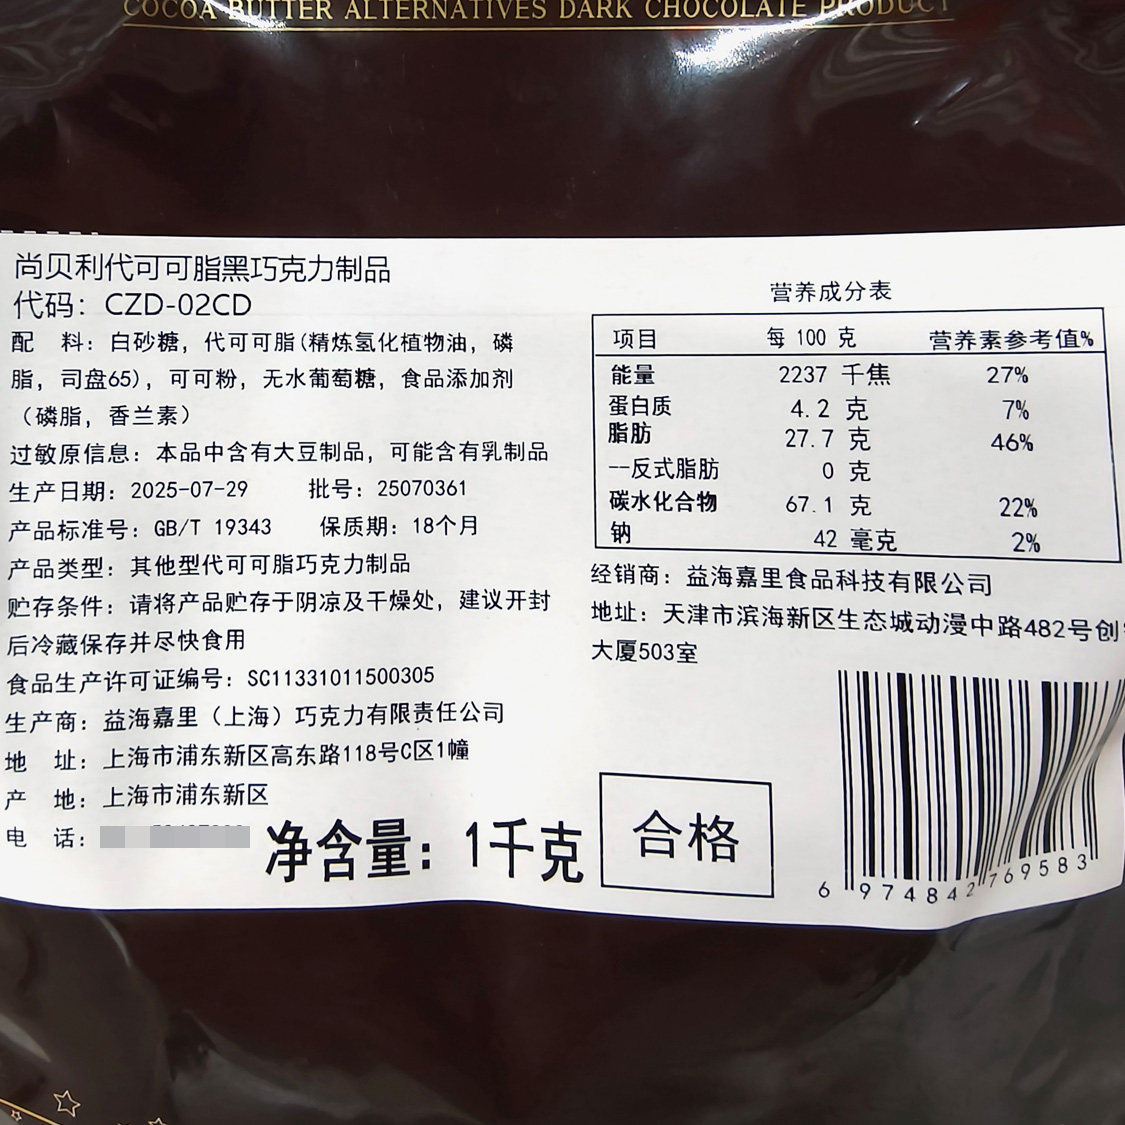 COCOA BUTTER ALTERNATIVES DARK CHOCOLATE PRODUCT
尚贝利代可可脂黑巧克力制品
代码：CZD-02CD
配 料：白砂糖，代可可脂(精炼氢化植物油，磷
脂，司盘65)，可可粉，无水葡萄糖，食品添加剂
（磷脂，香兰素）
过敏原信息：本品中含有大豆制品，可能含有乳制品
生产日期：2025-07-29 批号：25070361
产品标准号：GB/T 19343 保质期：18个月
产品类型：其他型代可可脂巧克力制品
贮存条件：请将产品贮存于阴凉及干燥处，建议开封
后冷藏保存并尽快食用
食品生产许可证编号：SC11331011500305
生产商：益海嘉里（上海）巧克力有限责任公司
地 址：上海市浦东新区高东路118号C区1幢
产 地：上海市浦东新区
电 话：
净含量：1千克
合格
营养成分表
项目 每 100 克 营养素参考值%
能量 2237 千焦 27%
蛋白质 4.2 克 7%
脂肪 27.7 克 46%
--反式脂肪 0 克
碳水化合物 67.1 克 22%
钠 42 毫克 2%
经销商：益海嘉里食品科技有限公司
地址：天津市滨海新区生态城动漫中路482号创
大厦503室
6 974842 769583